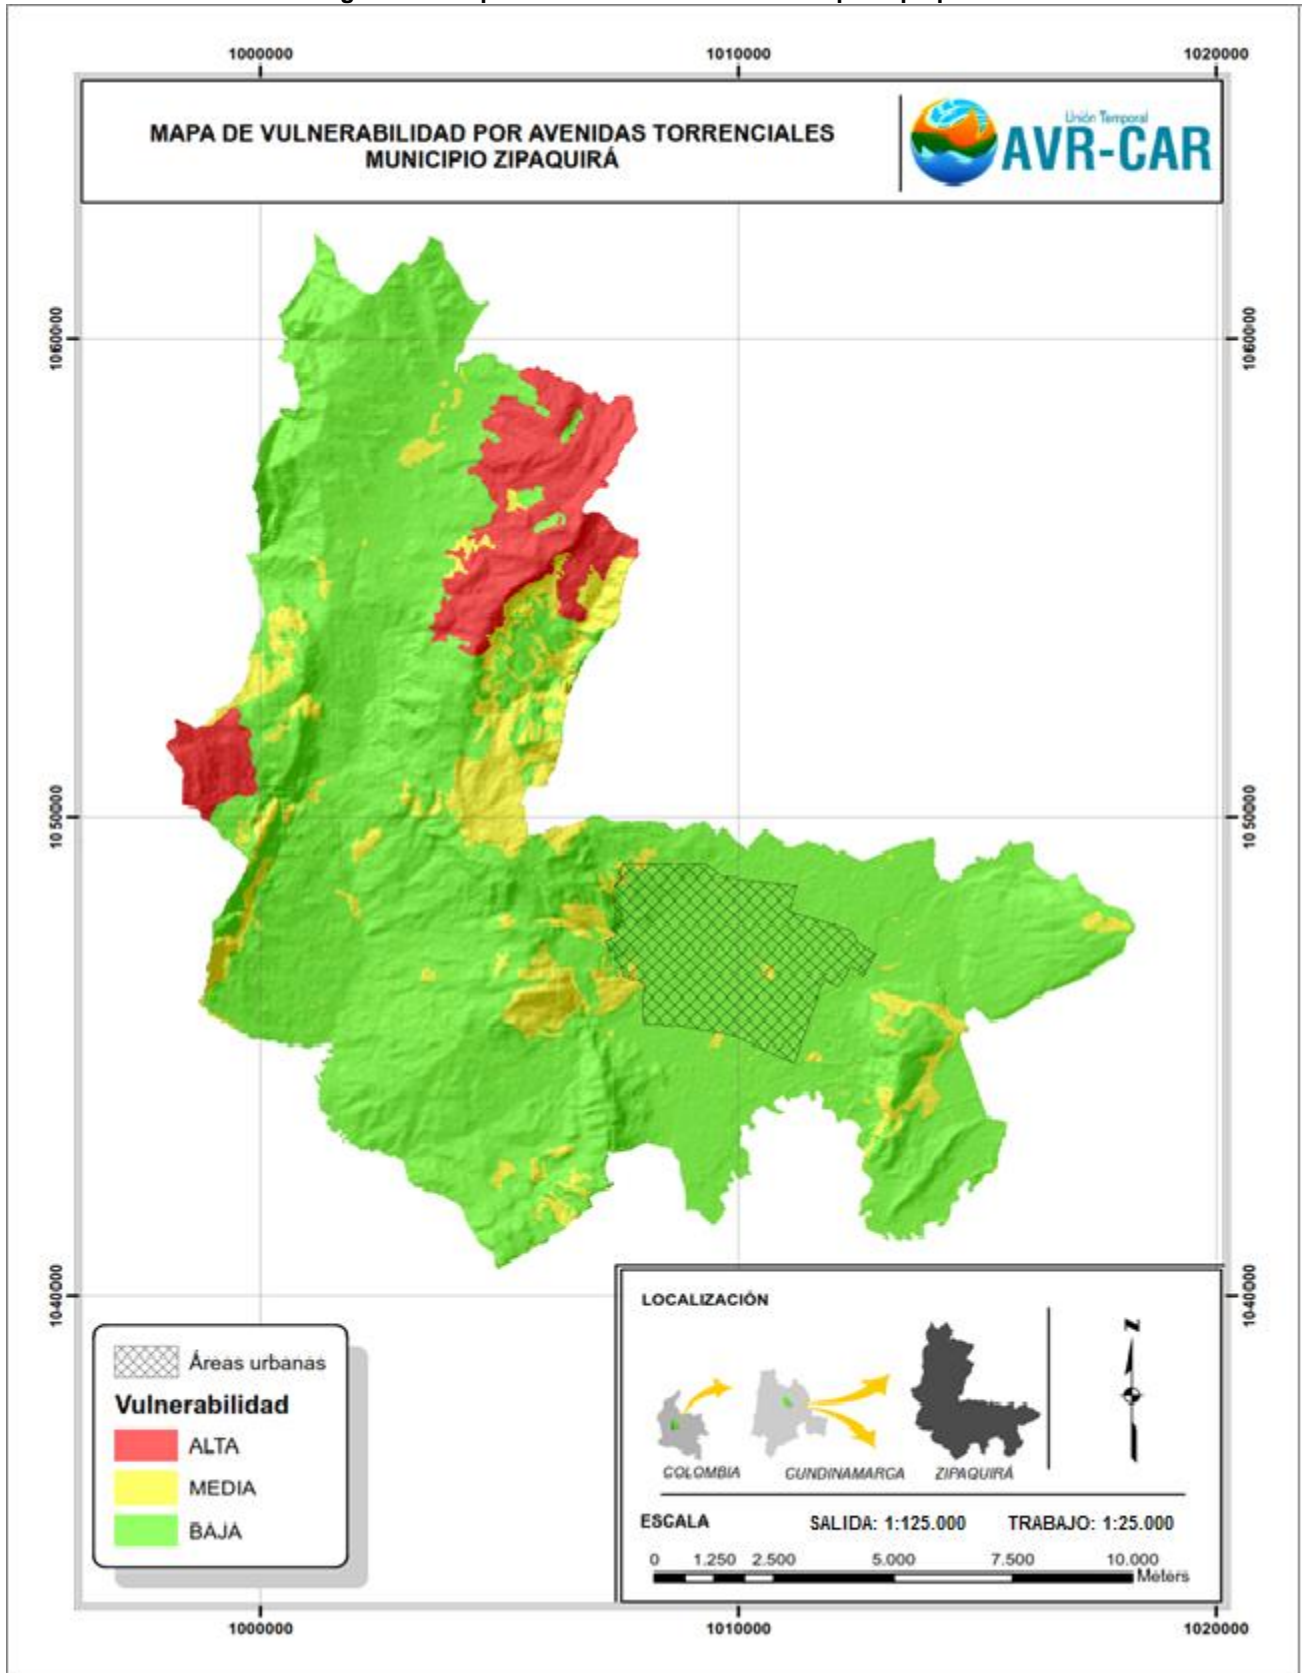 1000000 1010000 1020000
MAPA DE VULNERABILIDAD POR AVENIDAS TORRENCIALES
MUNICIPIO ZIPAQUIRÁ
Unión Temporal
AVR-CAR
1060000 1060000
1050000 1050000
1040000 1040000
Áreas urbanas
Vulnerabilidad
ALTA
MEDIA
BAJA
LOCALIZACIÓN
N
COLOMBIA CUNDINAMARCA ZIPAQUIRÁ
ESCALA SALIDA: 1:125.000 TRABAJO: 1:25.000
0 1.250 2.500 5.000 7.500 10.000
Meters
1000000 1010000 1020000